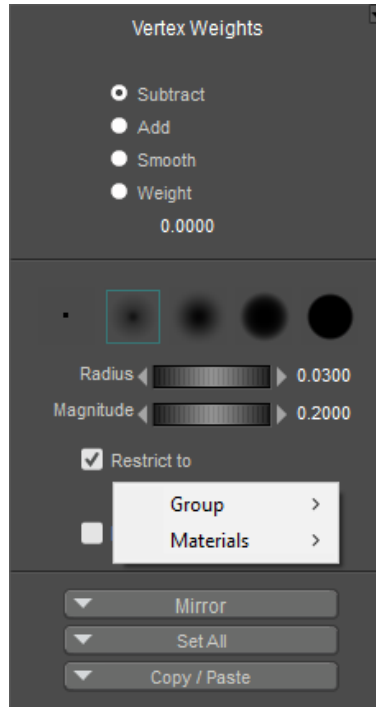 Vertex Weights
Subtract
Add
Smooth
Weight
0.0000
Radius 0.0300
Magnitude 0.2000
Restrict to
Group
Materials
Mirror
Set All
Copy / Paste